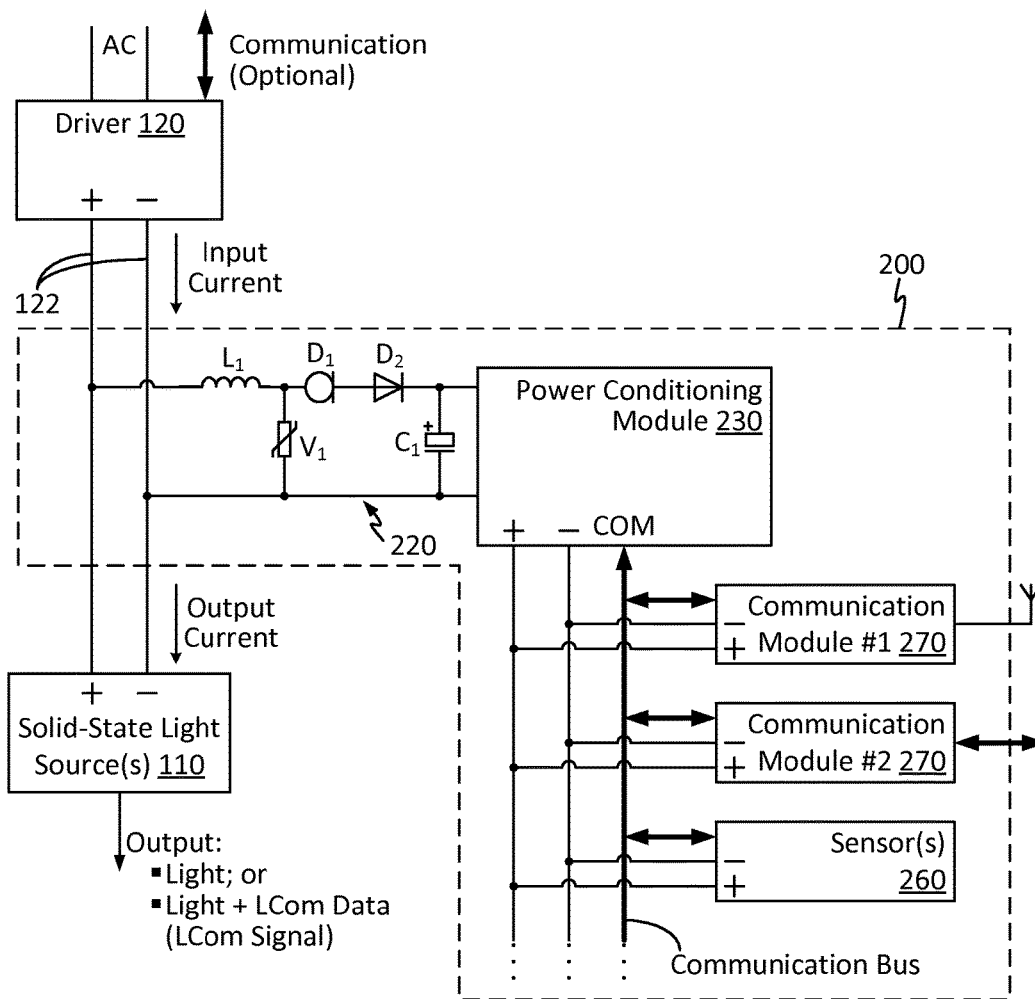 AC
Communication
(Optional)
Driver 120
+ −
Input
Current
122
200
L₁
D₁
D₂
V₁
+
C₁
Power Conditioning
Module 230
+ − COM
220
Output
Current
+ −
Solid-State Light
Source(s) 110
Communication
− Module #1 270
+
Communication
− Module #2 270
+
Sensor(s)
− 260
+
Output:
▪ Light; or
▪ Light + LCom Data
(LCom Signal)
Communication Bus